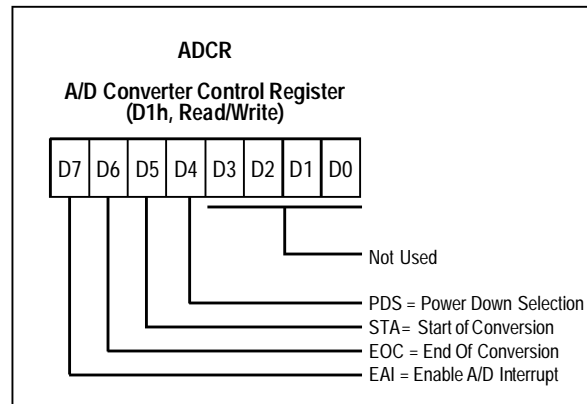 ADCR
A/D Converter Control Register
(D1h, Read/Write)
D7 D6 D5 D4 D3 D2 D1 D0
Not Used
PDS = Power Down Selection
STA= Start of Conversion
EOC = End Of Conversion
EAI = Enable A/D Interrupt